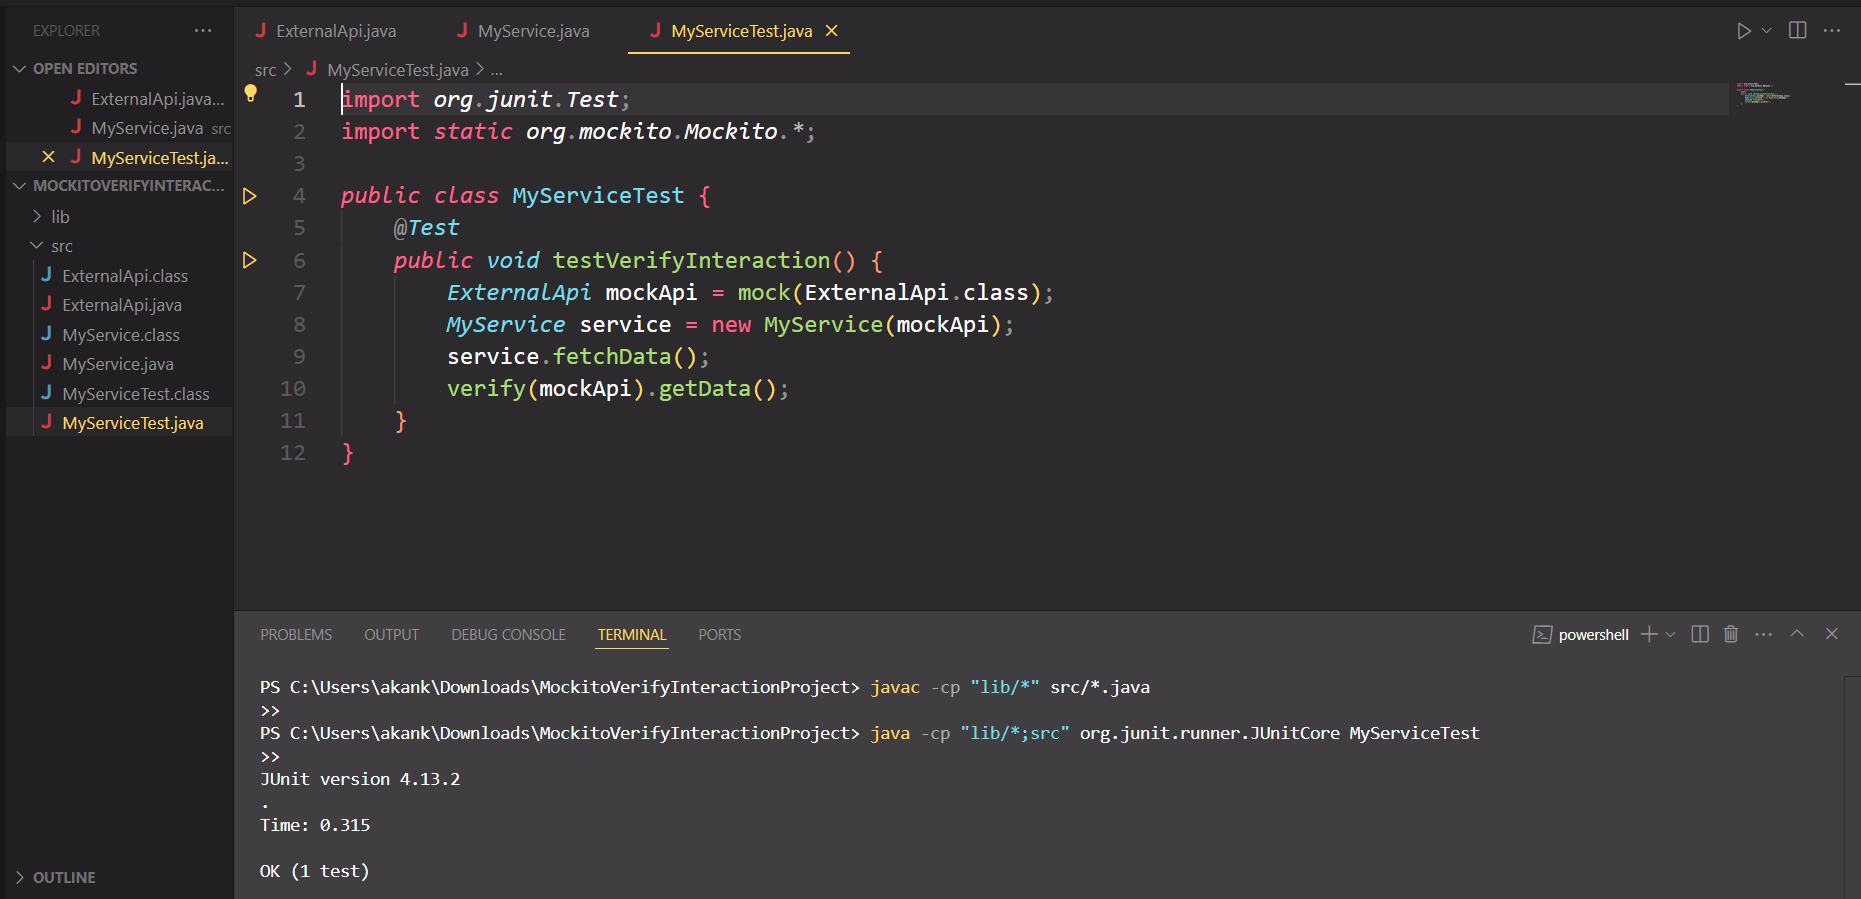 EXPLORER
OPEN EDITORS
ExternalApi.java...
MyService.java src
MyServiceTest.ja...
MOCKITOVERIFYINTERAC...
lib
src
ExternalApi.class
ExternalApi.java
MyService.class
MyService.java
MyServiceTest.class
MyServiceTest.java
OUTLINE
ExternalApi.java MyService.java MyServiceTest.java
src > MyServiceTest.java > ...
1 import org.junit.Test;
2 import static org.mockito.Mockito.*;
3
4 public class MyServiceTest {
5 @Test
6 public void testVerifyInteraction() {
7 ExternalApi mockApi = mock(ExternalApi.class);
8 MyService service = new MyService(mockApi);
9 service.fetchData();
10 verify(mockApi).getData();
11 }
12 }
PROBLEMS OUTPUT DEBUG CONSOLE TERMINAL PORTS
powershell
PS C:\Users\akank\Downloads\MockitoVerifyInteractionProject> javac -cp "lib/*" src/*.java
>>
PS C:\Users\akank\Downloads\MockitoVerifyInteractionProject> java -cp "lib/*;src" org.junit.runner.JUnitCore MyServiceTest
>>
JUnit version 4.13.2
.
Time: 0.315
OK (1 test)